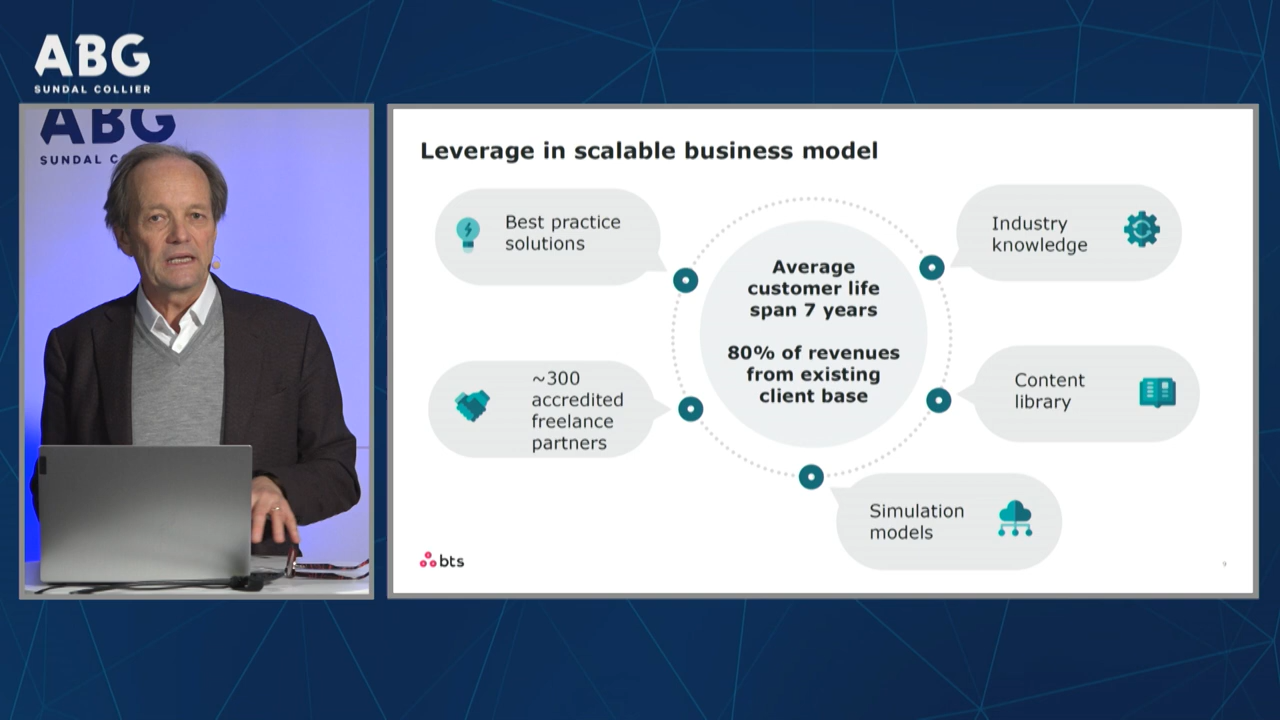 ABG
SUNDAL COLLIER
ABG
SUNDAL C
Leverage in scalable business model
Best practice
solutions
Industry
knowledge
Average
customer life
span 7 years
80% of revenues
from existing
client base
~300
accredited
freelance
partners
Content
library
Simulation
models
bts
9